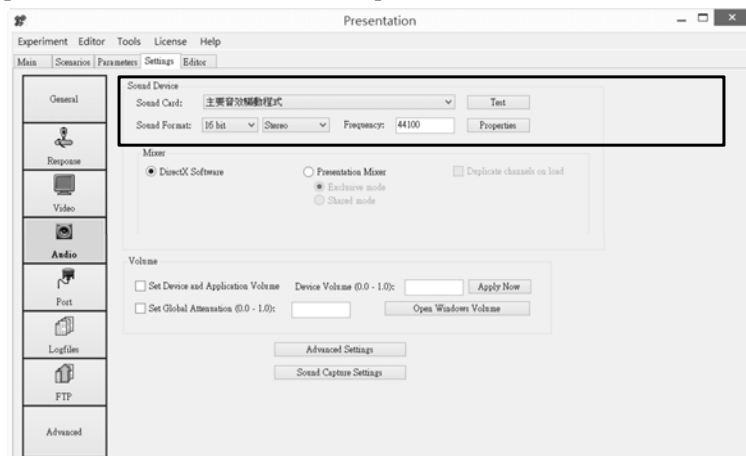 Presentation
Experiment Editor Tools License Help
Main Scenarios Parameters Settings Editor
Sound Device
General
Sound Card: 主要音效驅動程式 Test
Sound Format: 16 bit Stereo Frequency: 44100 Properties
Mixer
Response
DirectX Software Presentation Mixer Duplicate channels on load
Exclusive mode
Shared mode
Video
Audio
Volume
Set Device and Application Volume Device Volume (0.0 - 1.0): Apply Now
Port
Set Global Attenuation (0.0 - 1.0): Open Windows Volume
Logfiles
Advanced Settings
Sound Capture Settings
FTP
Advanced